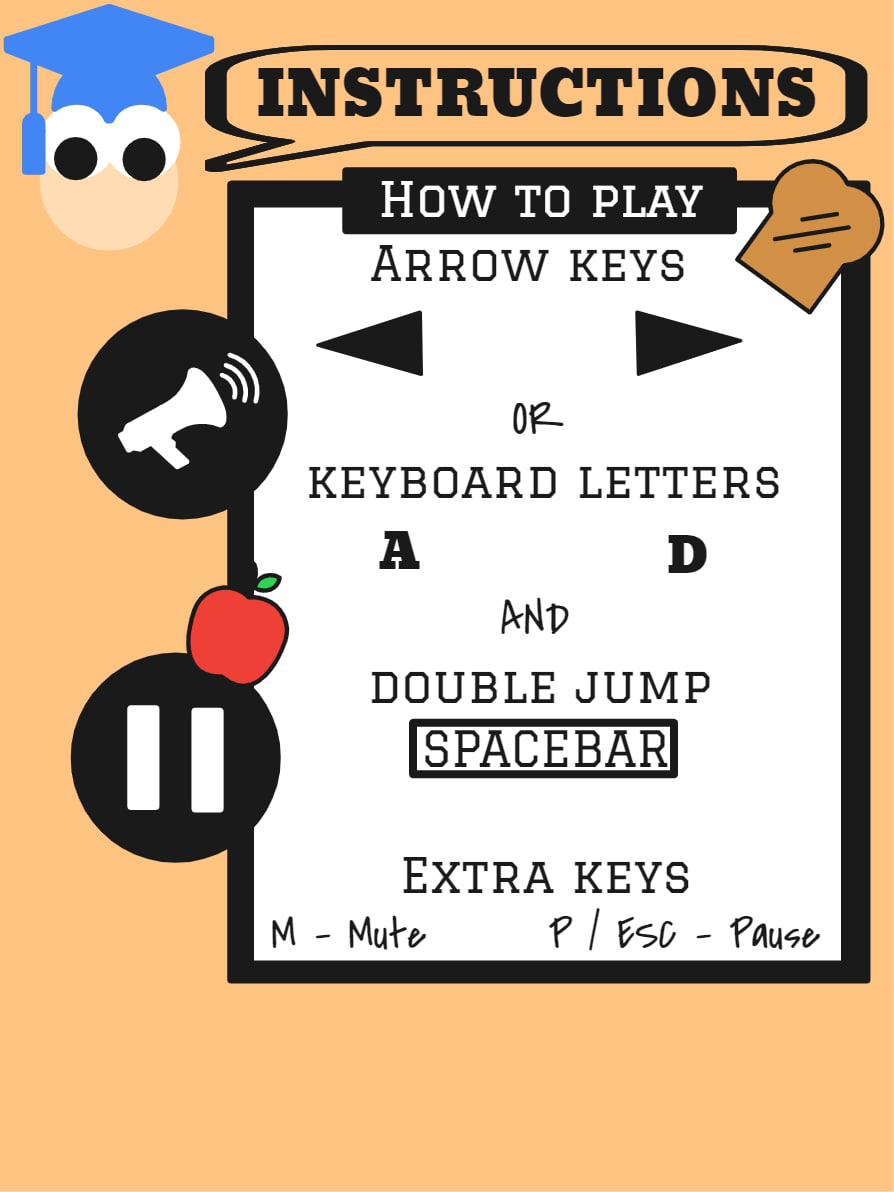 INSTRUCTIONS
HOW TO PLAY
ARROW KEYS
OR
KEYBOARD LETTERS
A D
AND
DOUBLE JUMP
SPACEBAR
EXTRA KEYS
M - Mute P / ESC - Pause